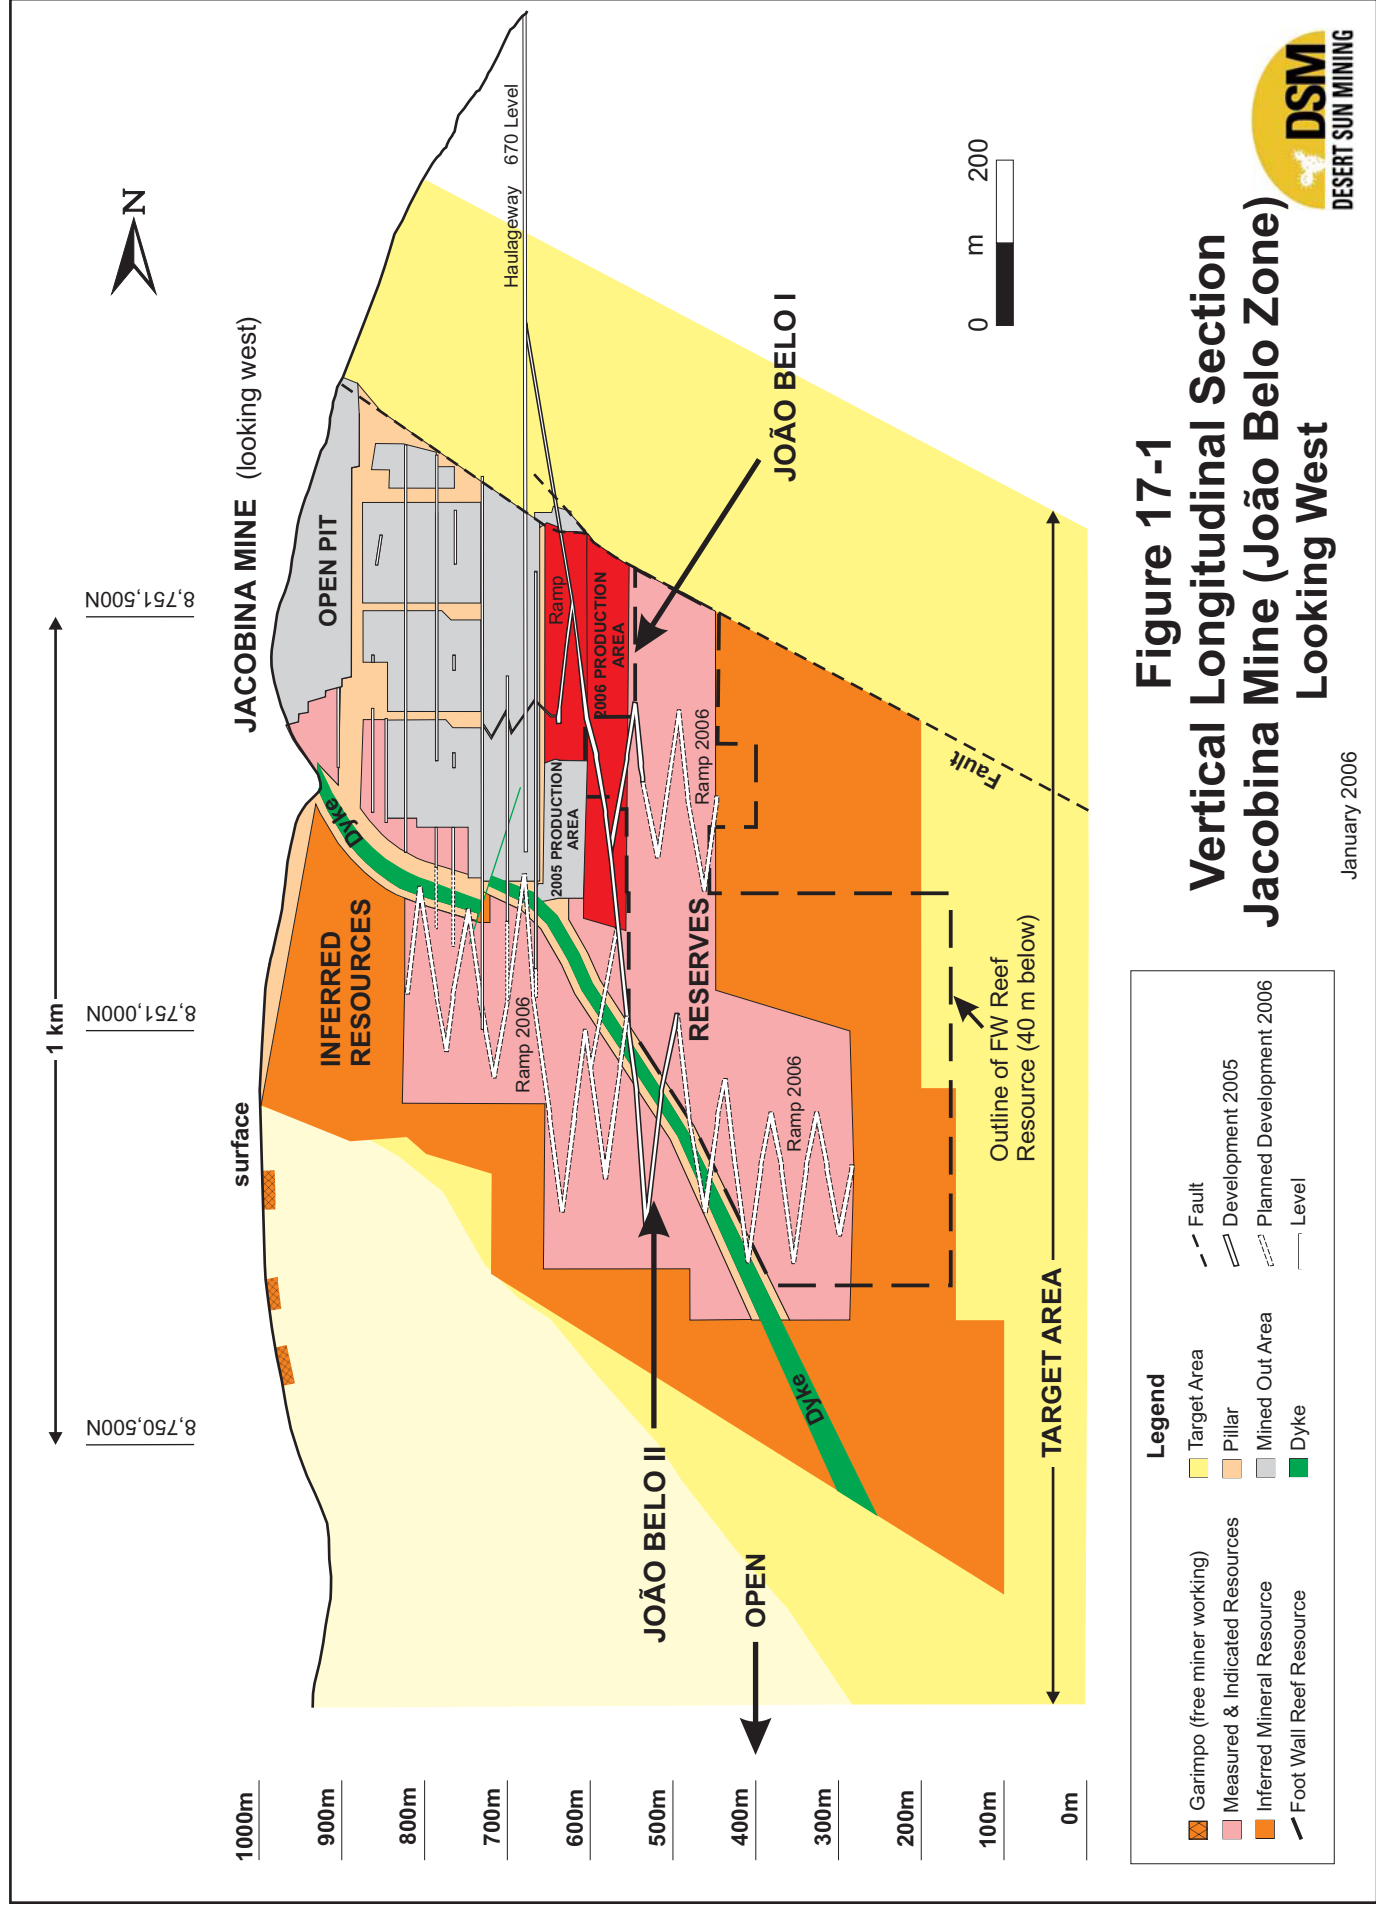 1 km
8,750,500N
8,751,000N
8,751,500N
N
JACOBINA MINE (looking west)
surface
OPEN PIT
Dyke
INFERRED
RESOURCES
Haulageway 670 Level
Ramp
2005 PRODUCTION
AREA
2006 PRODUCTION
AREA
Ramp 2006
Ramp 2006
RESERVES
Ramp 2006
JOÃO BELO I
JOÃO BELO II
OPEN
Dyke
Fault
Outline of FW Reef
Resource (40 m below)
TARGET AREA
1000m
900m
800m
700m
600m
500m
400m
300m
200m
100m
0m
0 m 200
Legend
Garimpo (free miner working)
Measured & Indicated Resources
Inferred Mineral Resource
Foot Wall Reef Resource
Target Area
Pillar
Mined Out Area
Dyke
Fault
Development 2005
Planned Development 2006
Level
Figure 17-1
Vertical Longitudinal Section
Jacobina Mine (João Belo Zone)
Looking West
January 2006
DSM
DESERT SUN MINING